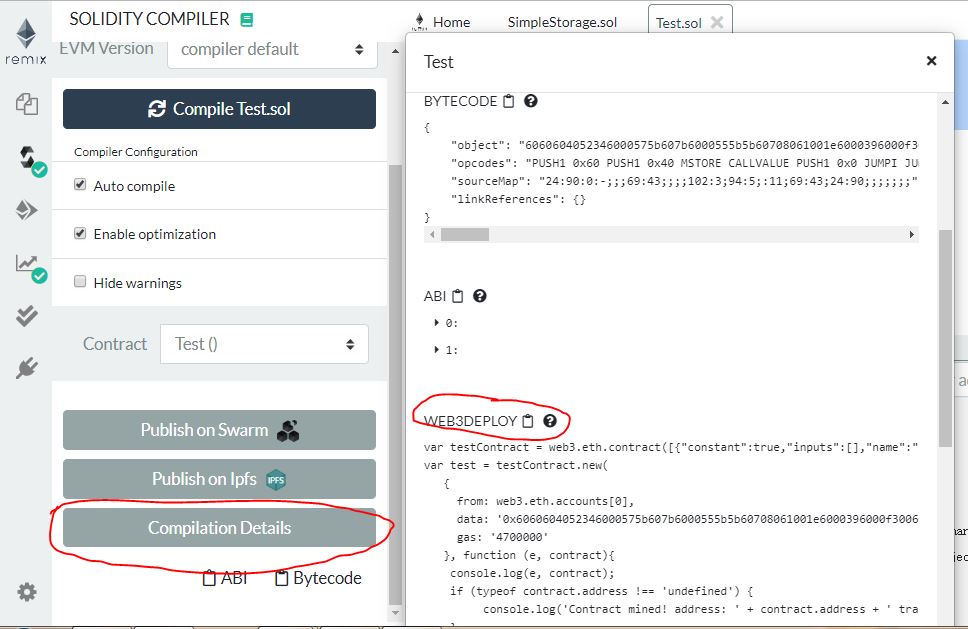 SOLIDITY COMPILER
remix
EVM Version
compiler default
Compile Test.sol
Compiler Configuration
Auto compile
Enable optimization
Hide warnings
Contract
Test ()
Publish on Swarm
Publish on Ipfs
IPFS
Compilation Details
ABI
Bytecode
Home
SimpleStorage.sol
Test.sol
Test
BYTECODE
{
"object": "6060604052346000575b607b6000555b5b60708061001e6000396000f30
"opcodes": "PUSH1 0x60 PUSH1 0x40 MSTORE CALLVALUE PUSH1 0x0 JUMPI JU
"sourceMap": "24:90:0:-;;;69:43;;;;102:3;94:5;:11;69:43;24:90;;;;;;;"
"linkReferences": {}
}
ABI
0:
1:
WEB3DEPLOY
var testContract = web3.eth.contract([{"constant":true,"inputs":[],"name":"
var test = testContract.new(
{
from: web3.eth.accounts[0],
data: '0x6060604052346000575b607b6000555b5b60708061001e6000396000f3006
gas: '4700000'
}, function (e, contract){
console.log(e, contract);
if (typeof contract.address !== 'undefined') {
console.log('Contract mined! address: ' + contract.address + ' tra